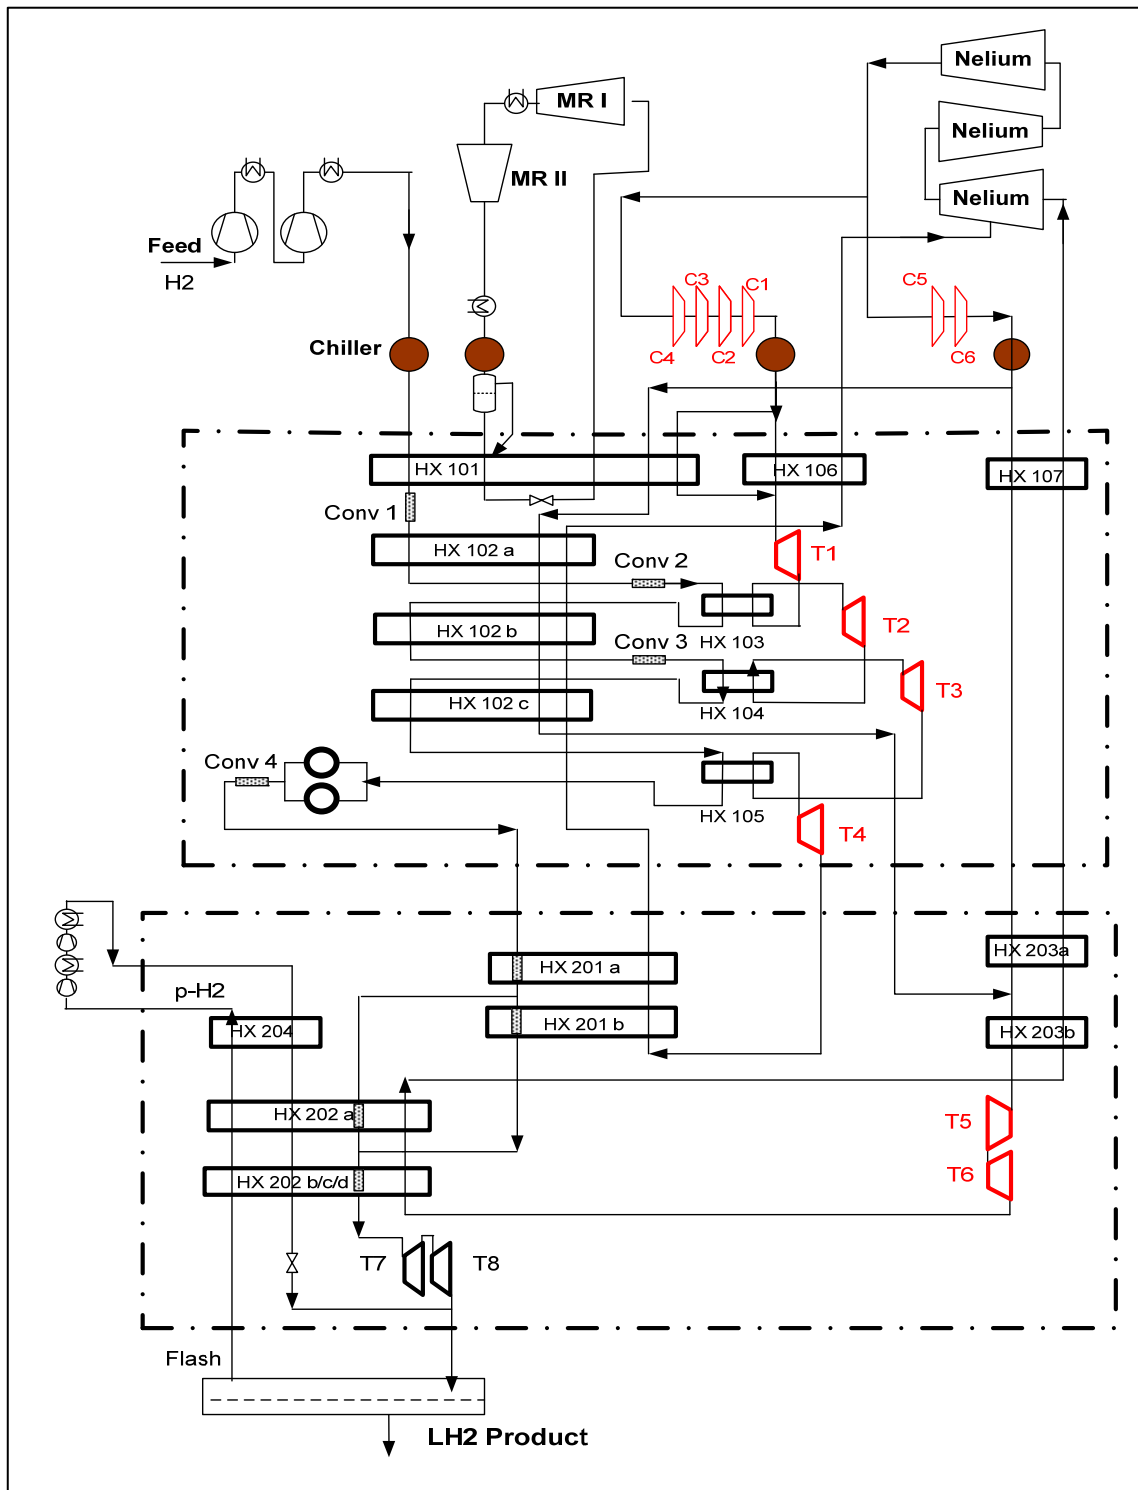 Nelium
MR I
Nelium
MR II
Nelium
Feed
H2
C3
C1
C5
Chiller
C4
C2
C6
HX 101
HX 106
HX 107
Conv 1
HX 102 a
T1
Conv 2
HX 102 b
HX 103
T2
Conv 3
HX 102 c
HX 104
T3
Conv 4
HX 105
T4
HX 201 a
HX 203a
p-H2
HX 204
HX 201 b
HX 203b
HX 202 a
T5
HX 202 b/c/d
T6
T7
T8
Flash
LH2 Product